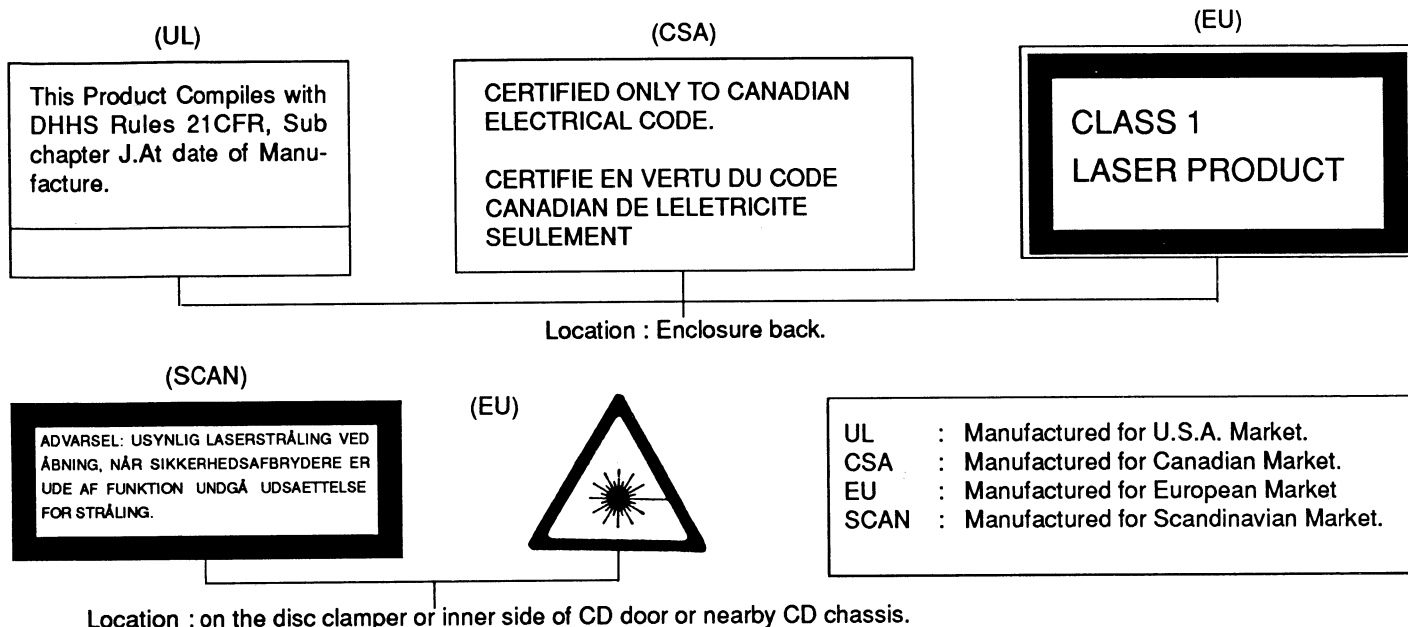 (UL)
This Product Compiles with
DHHS Rules 21CFR, Sub
chapter J.At date of Manu-
facture.
(CSA)
CERTIFIED ONLY TO CANADIAN
ELECTRICAL CODE.
CERTIFIE EN VERTU DU CODE
CANADIAN DE LELETRICITE
SEULEMENT
(EU)
CLASS 1
LASER PRODUCT
Location : Enclosure back.
(SCAN)
ADVARSEL: USYNLIG LASERSTRÅLING VED
ÅBNING, NÅR SIKKERHEDSAFBRYDERE ER
UDE AF FUNKTION UNDGÅ UDSAETTELSE
FOR STRÅLING.
(EU)
UL : Manufactured for U.S.A. Market.
CSA : Manufactured for Canadian Market.
EU : Manufactured for European Market
SCAN : Manufactured for Scandinavian Market.
Location : on the disc clamper or inner side of CD door or nearby CD chassis.